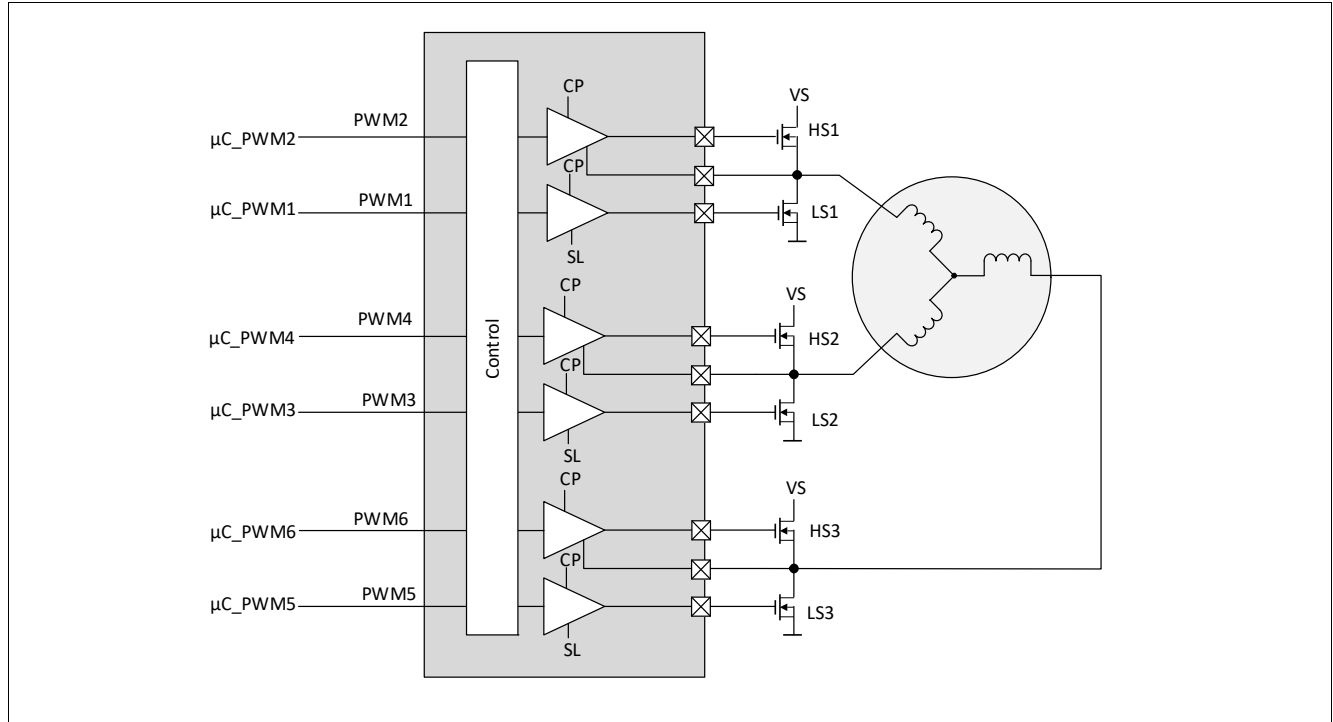 CP
VS
PWM2
HS1
µC_PWM2
CP
PWM1
µC_PWM1
LS1
SL
CP
VS
PWM4
HS2
µC_PWM4
Control
CP
PWM3
µC_PWM3
LS2
SL
CP
VS
PWM6
HS3
µC_PWM6
CP
PWM5
µC_PWM5
LS3
SL